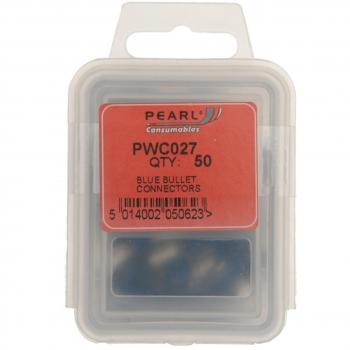 PEARL
Consumables
PWC027
QTY: 50
BLUE BULLET
CONNECTORS
5 014002 050623>